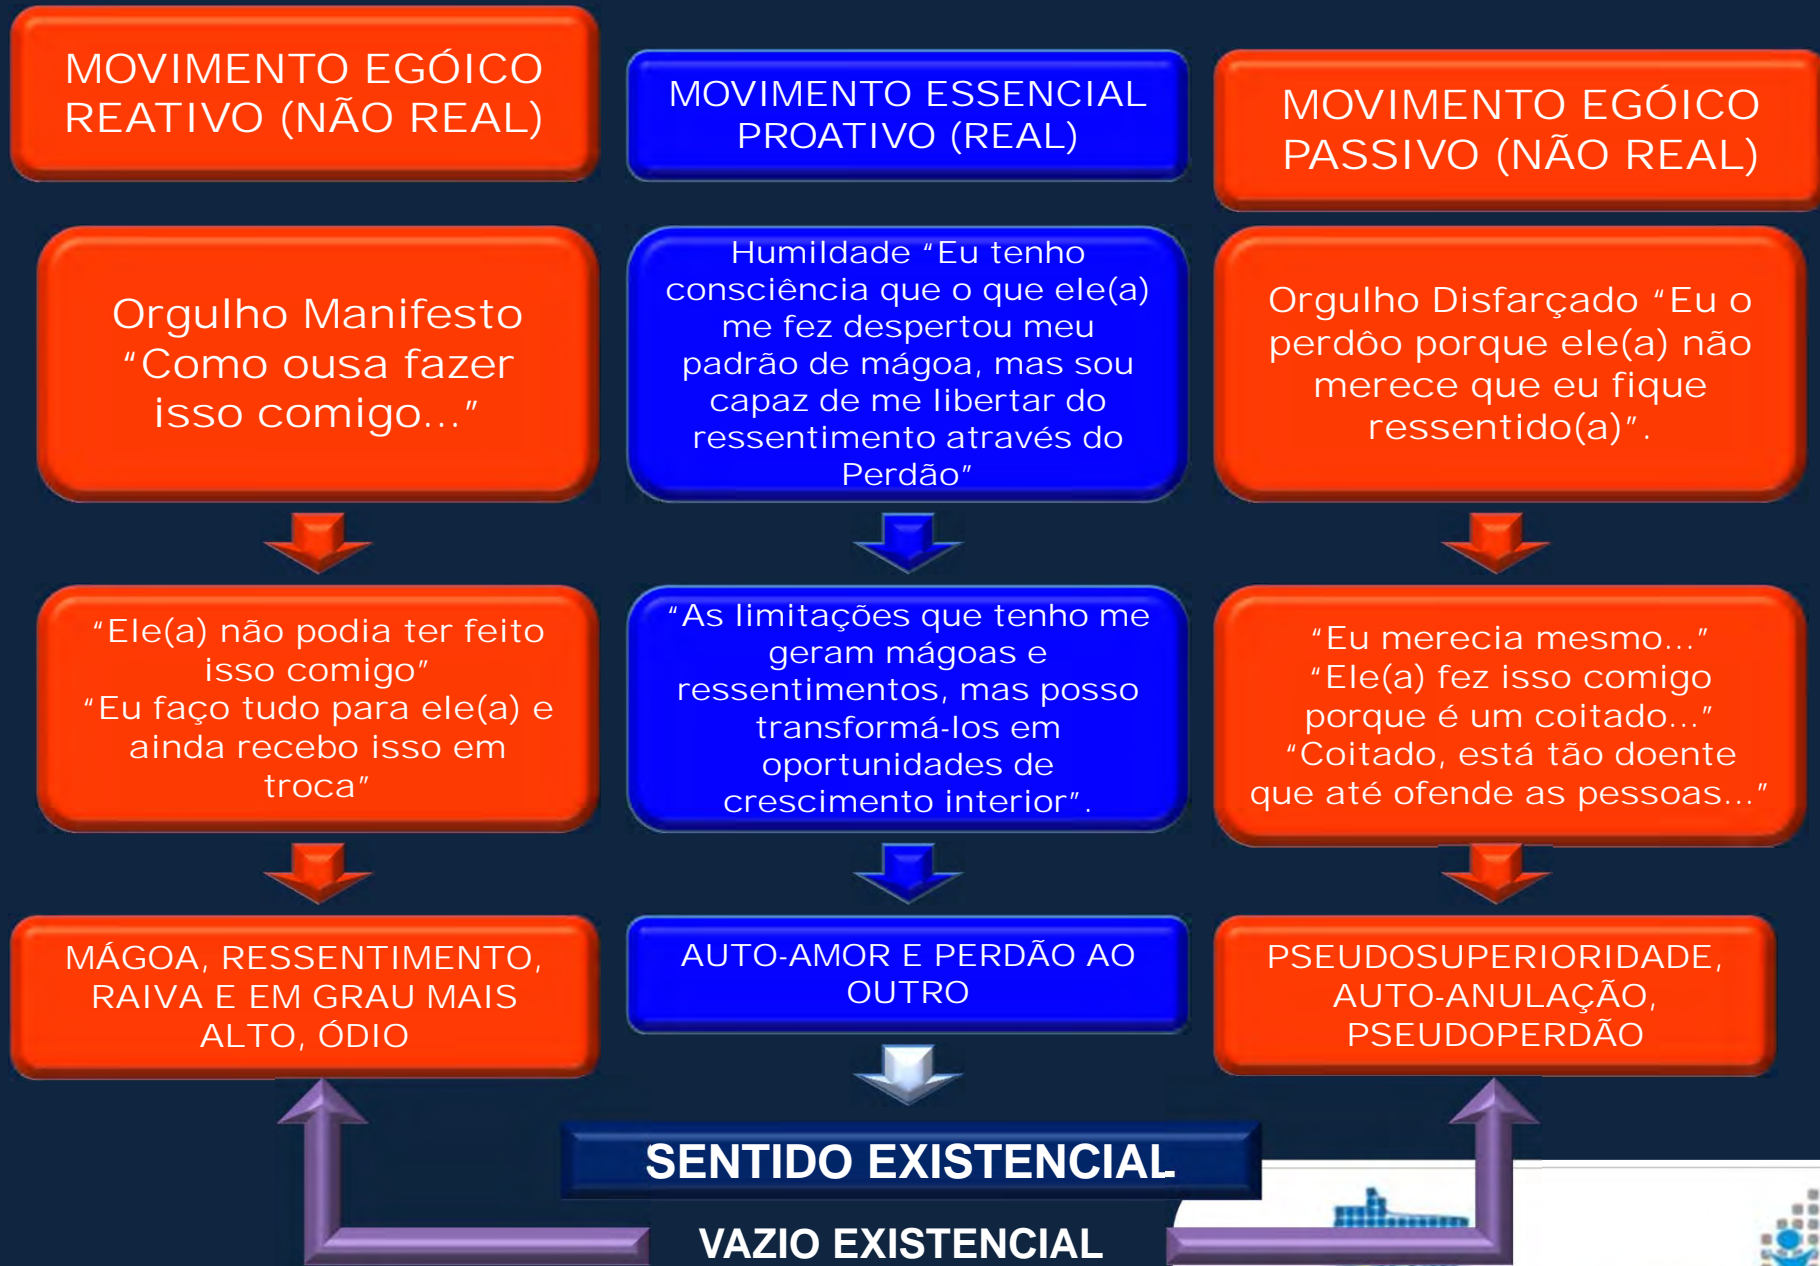 MOVIMENTO EGÓICO
REATIVO (NÃO REAL)
MOVIMENTO ESSENCIAL
PROATIVO (REAL)
MOVIMENTO EGÓICO
PASSIVO (NÃO REAL)
Orgulho Manifesto
“Como ousa fazer
isso comigo...”
Humildade “Eu tenho
consciência que o que ele(a)
me fez despertou meu
padrão de mágoa, mas sou
capaz de me libertar do
ressentimento através do
Perdão”
Orgulho Disfarçado “Eu o
perdôo porque ele(a) não
merece que eu fique
ressentido(a)”.
“Ele(a) não podia ter feito
isso comigo”
“Eu faço tudo para ele(a) e
ainda recebo isso em
troca”
“As limitações que tenho me
geram mágoas e
ressentimentos, mas posso
transformá-los em
oportunidades de
crescimento interior”.
“Eu merecia mesmo...”
“Ele(a) fez isso comigo
porque é um coitado...”
“Coitado, está tão doente
que até ofende as pessoas...”
MÁGOA, RESSENTIMENTO,
RAIVA E EM GRAU MAIS
ALTO, ÓDIO
AUTO-AMOR E PERDÃO AO
OUTRO
PSEUDOSUPERIORIDADE,
AUTO-ANULAÇÃO,
PSEUDOPERDÃO
SENTIDO EXISTENCIAL
VAZIO EXISTENCIAL